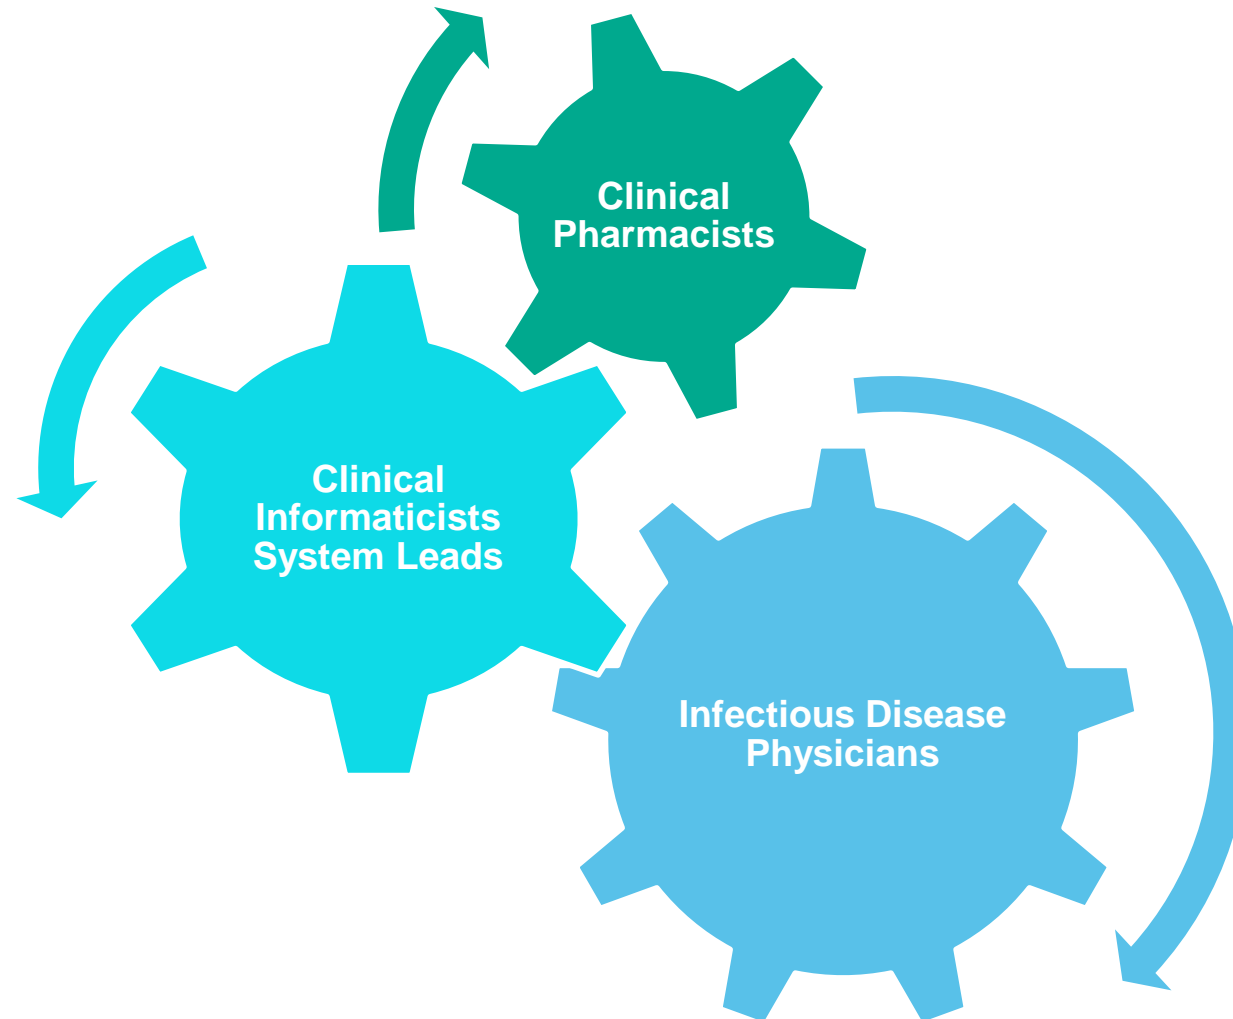 Clinical
Pharmacists
Clinical
Informaticists
System Leads
Infectious Disease
Physicians